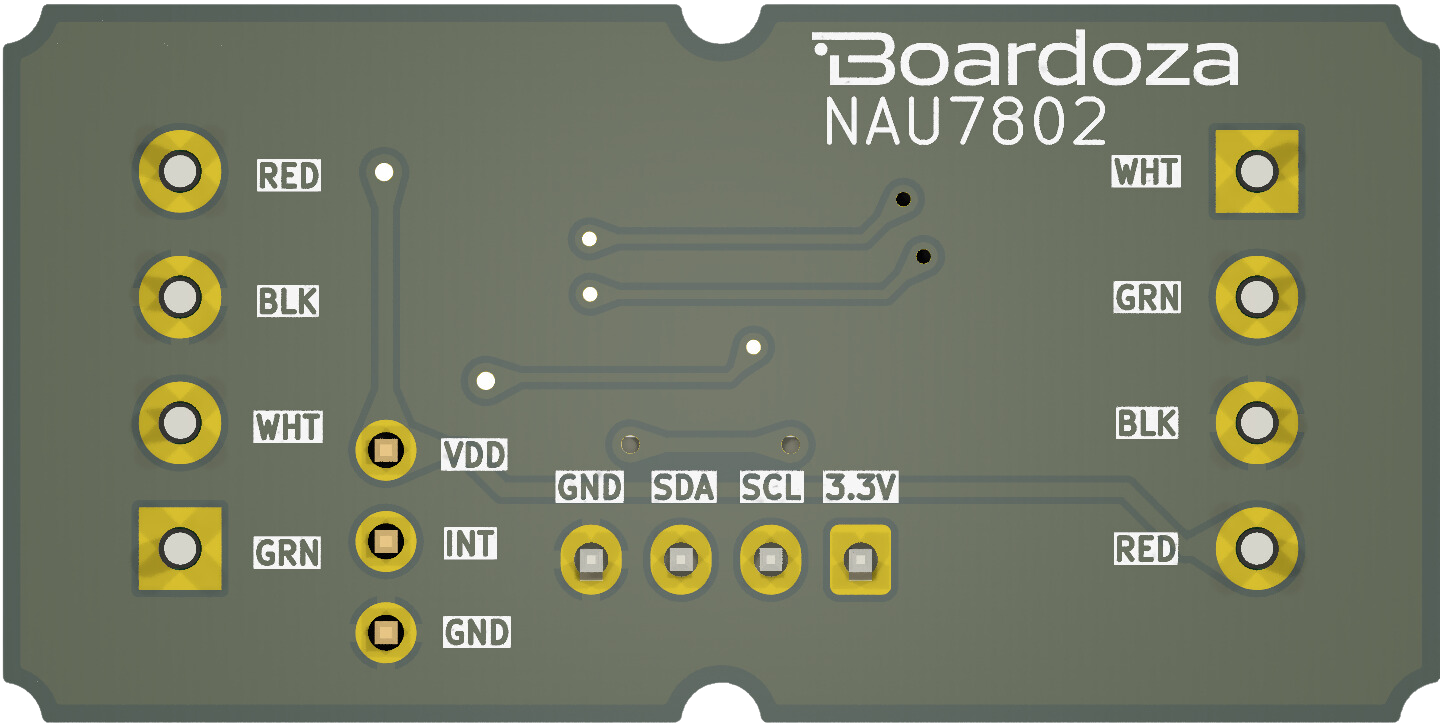 Boardoza
NAU7802
RED
WHT
BLK
GRN
WHT
BLK
VDD
GND SDA SCL 3.3V
GRN
INT
RED
GND